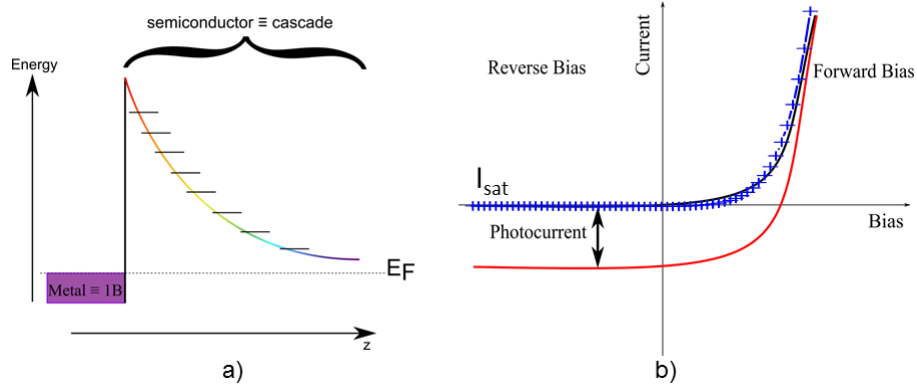 semiconductor ≡ cascade
Energy
E_F
Metal ≡ 1B
z
a)
Current
Reverse Bias
Forward Bias
I_sat
Bias
Photocurrent
b)